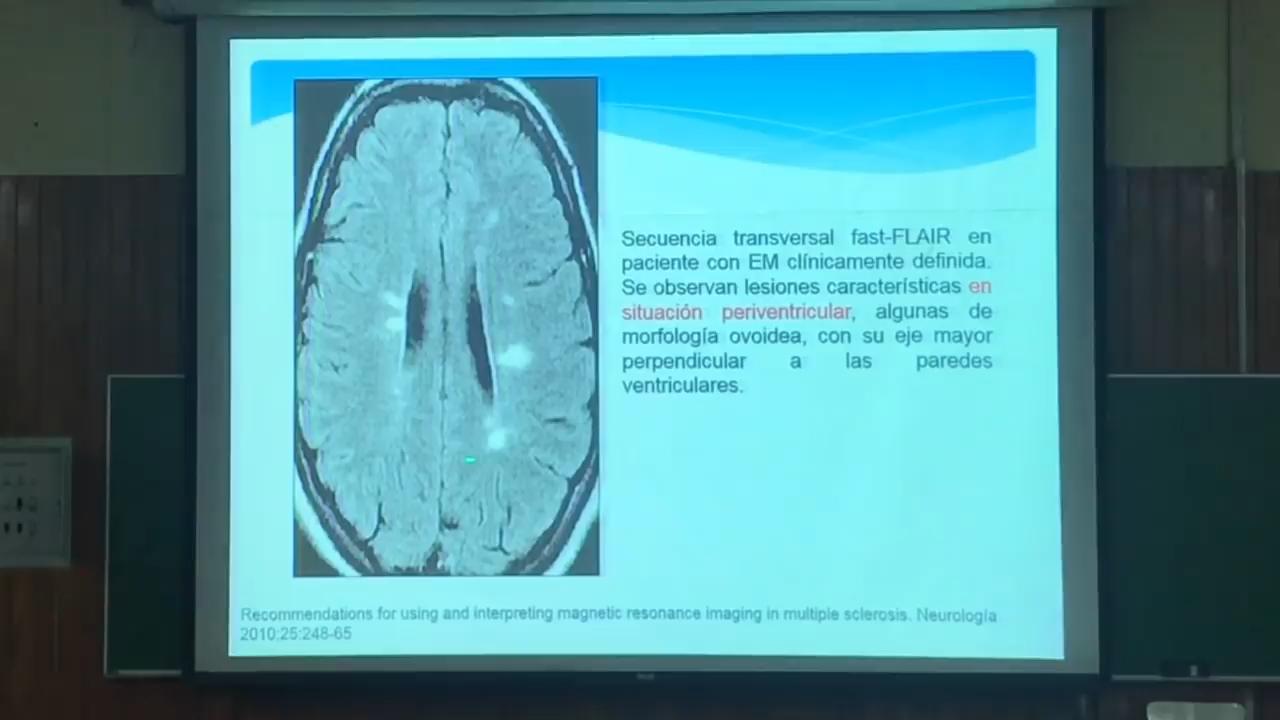 Secuencia transversal fast-FLAIR en
paciente con EM clínicamente definida.
Se observan lesiones características en
situación periventricular, algunas de
morfología ovoidea, con su eje mayor
perpendicular a las paredes
ventriculares.
Recommendations for using and interpreting magnetic resonance imaging in multiple sclerosis. Neurología
2010;25:248-65